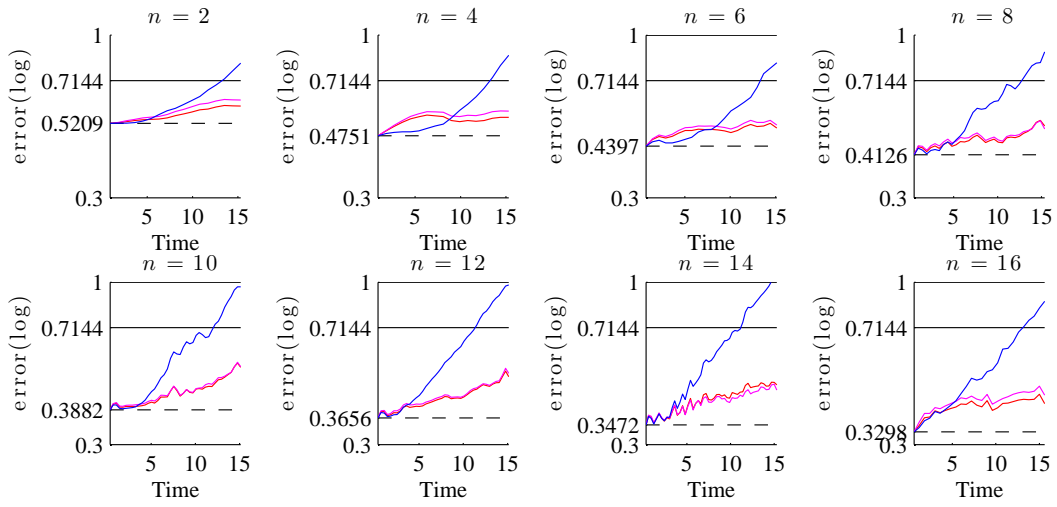 n = 2
1
0.7144
0.5209
0.3
error(log)
5 10 15
Time
n = 4
1
0.7144
0.4751
0.3
error(log)
5 10 15
Time
n = 6
1
0.7144
0.4397
0.3
error(log)
5 10 15
Time
n = 8
1
0.7144
0.4126
0.3
error(log)
5 10 15
Time
n = 10
1
0.7144
0.3882
0.3
error(log)
5 10 15
Time
n = 12
1
0.7144
0.3656
0.3
error(log)
5 10 15
Time
n = 14
1
0.7144
0.3472
0.3
error(log)
5 10 15
Time
n = 16
1
0.7144
0.3298
0.3
error(log)
5 10 15
Time